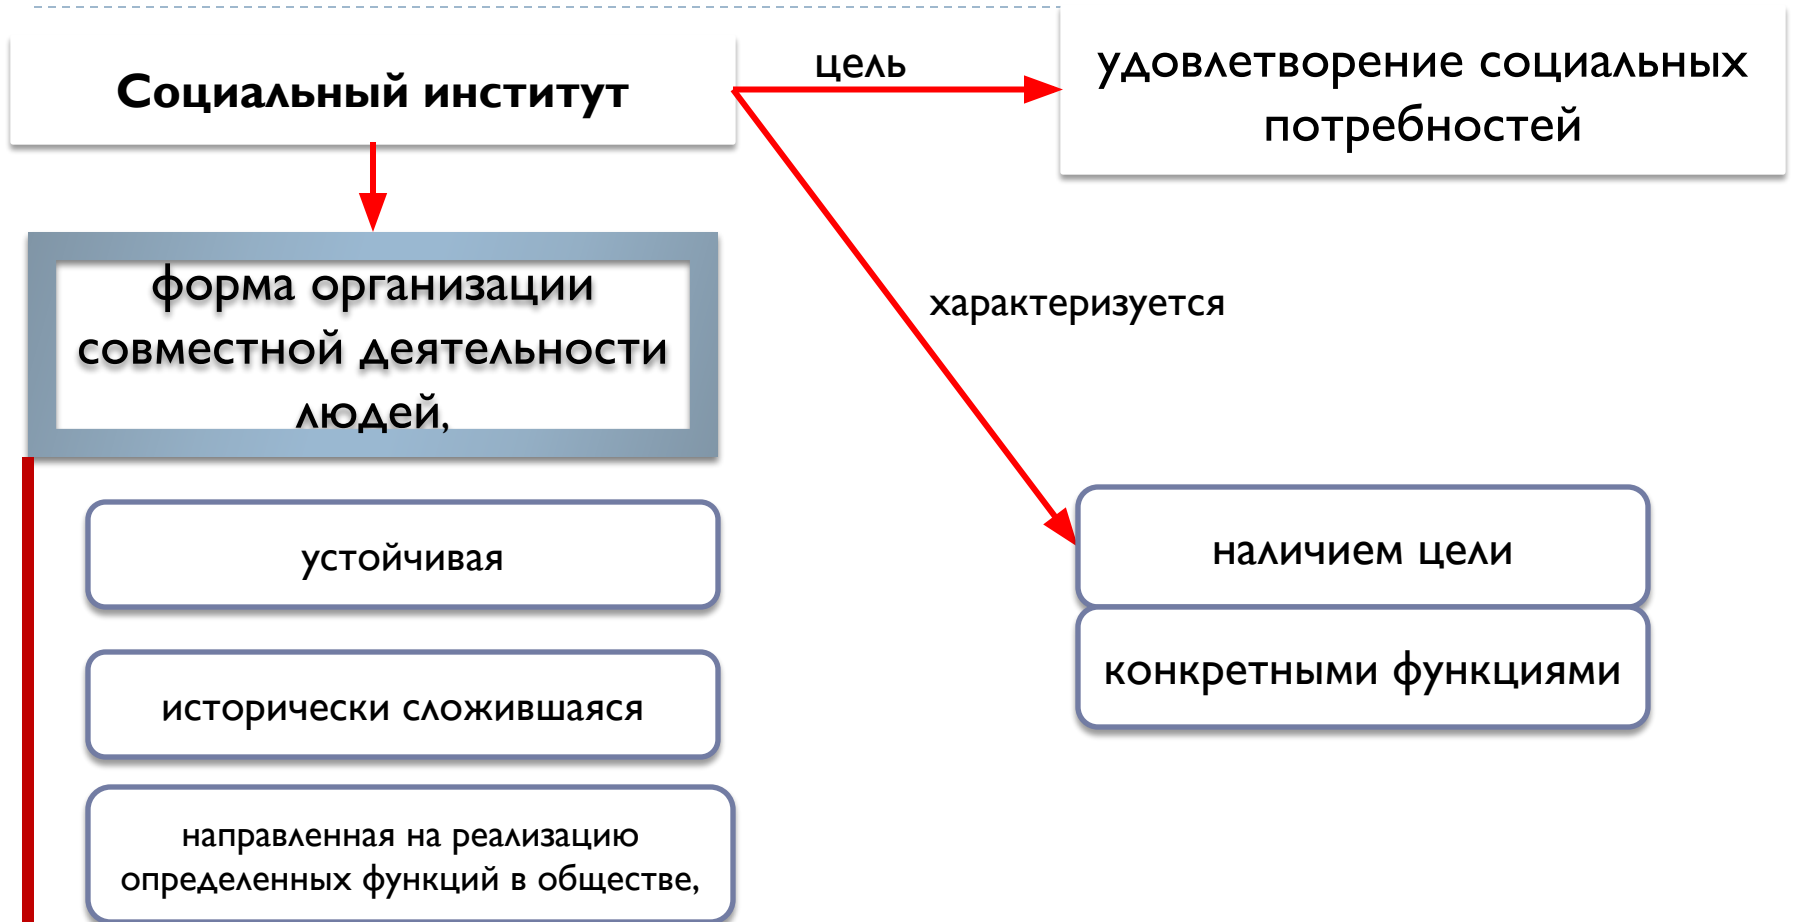 Социальный институт
цель
удовлетворение социальных
потребностей
форма организации
совместной деятельности
людей,
характеризуется
устойчивая
наличием цели
конкретными функциями
исторически сложившаяся
направленная на реализацию
определенных функций в обществе,